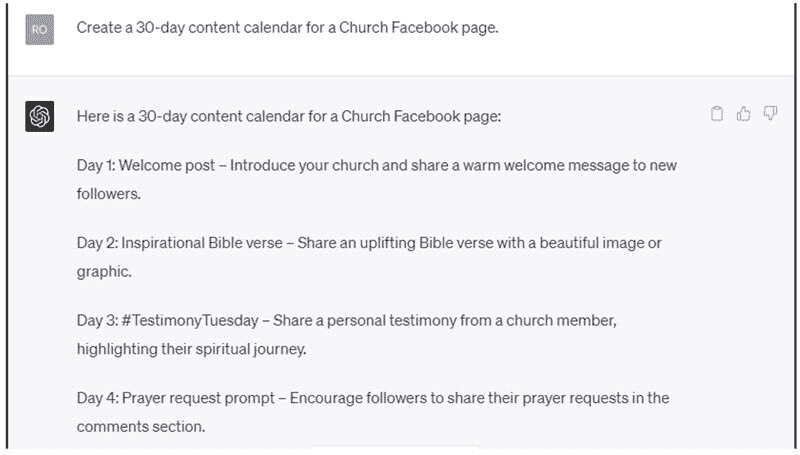 RO
Create a 30-day content calendar for a Church Facebook page.
Here is a 30-day content calendar for a Church Facebook page:
Day 1: Welcome post – Introduce your church and share a warm welcome message to new
followers.
Day 2: Inspirational Bible verse – Share an uplifting Bible verse with a beautiful image or
graphic.
Day 3: #TestimonyTuesday – Share a personal testimony from a church member,
highlighting their spiritual journey.
Day 4: Prayer request prompt – Encourage followers to share their prayer requests in the
comments section.